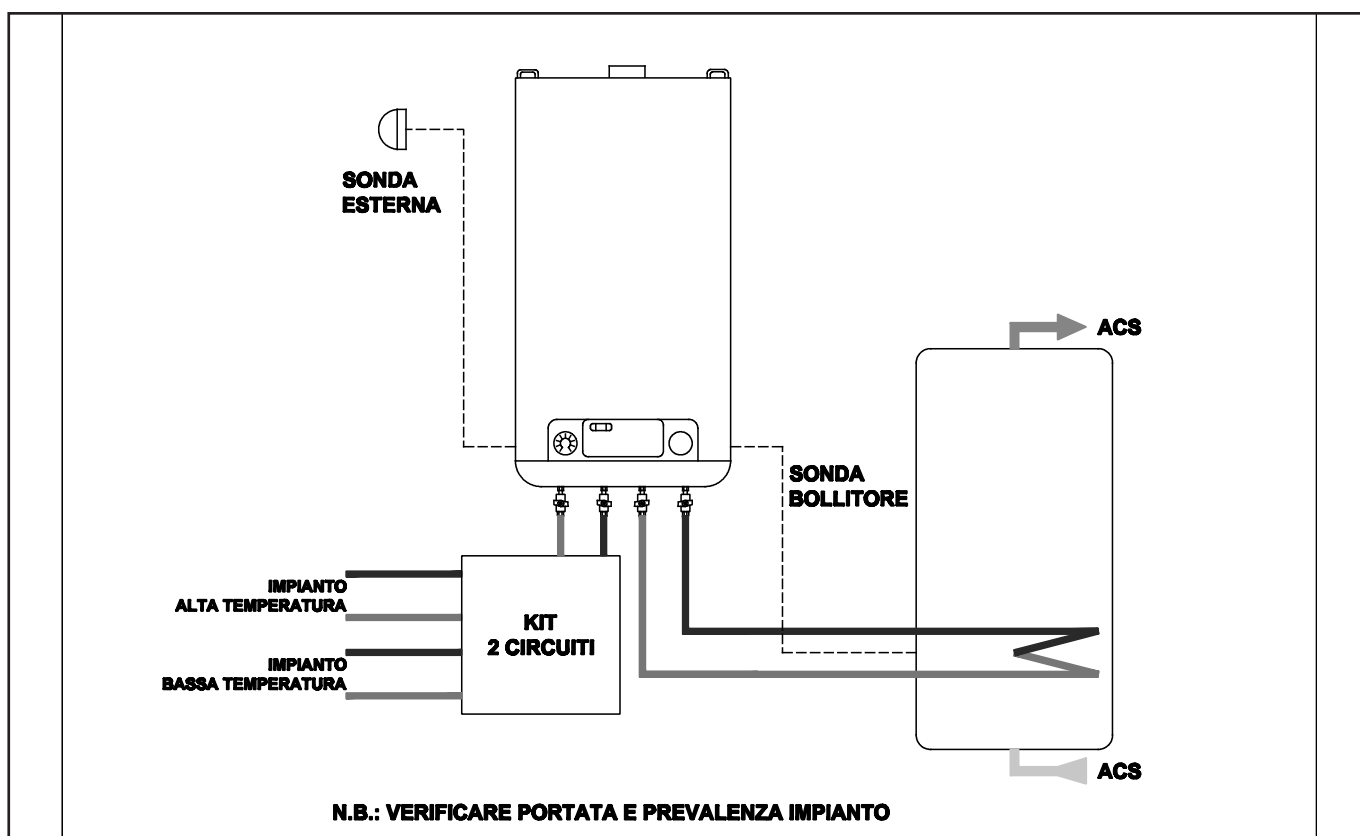 SONDA
ESTERNA
ACS
SONDA
BOLLITORE
IMPIANTO
ALTA TEMPERATURA
KIT
2 CIRCUITI
IMPIANTO
BASSA TEMPERATURA
ACS
N.B.: VERIFICARE PORTATA E PREVALENZA IMPIANTO